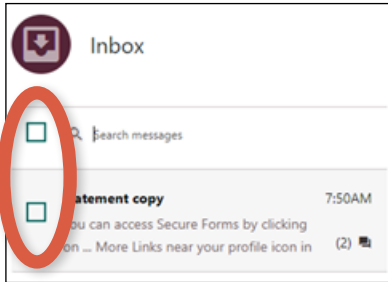 Inbox
Search messages
atement copy 7:50AM
ou can access Secure Forms by clicking
on ... More Links near your profile icon in (2)